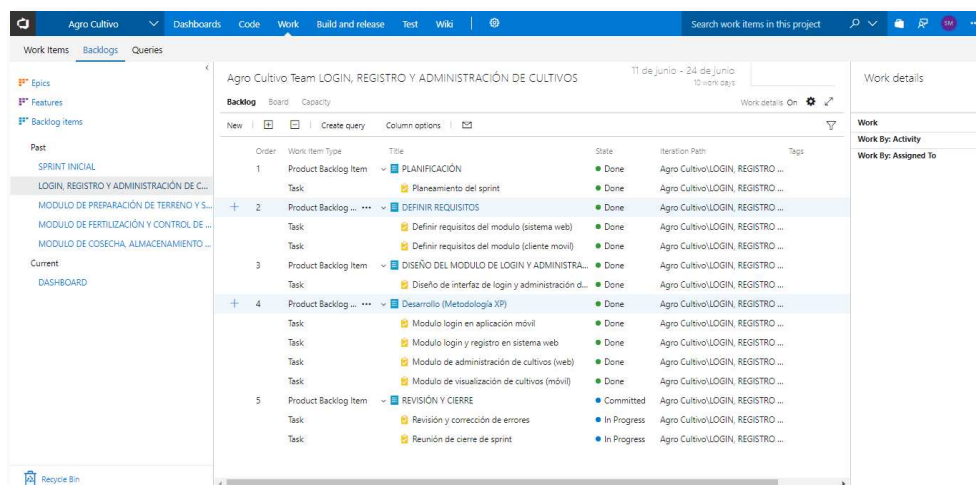 Agro Cultivo Dashboards Code Work Build and release Test Wiki Search work items in this project SM
Work Items Backlogs Queries
Epics
Features
Backlog items
Past
SPRINT INICIAL
LOGIN, REGISTRO Y ADMINISTRACIÓN DE C...
MODULO DE PREPARACIÓN DE TERRENO Y S...
MODULO DE FERTILIZACIÓN Y CONTROL DE ...
MODULO DE COSECHA, ALMACENAMIENTO ...
Current
DASHBOARD
Recycle Bin
Agro Cultivo Team LOGIN, REGISTRO Y ADMINISTRACIÓN DE CULTIVOS
11 de junio - 24 de junio
10 work days
Backlog Board Capacity Work details On
New Create query Column options
Order Work Item Type Title State Iteration Path Tags
1 Product Backlog Item PLANIFICACIÓN Done Agro Cultivo\LOGIN, REGISTRO ...
Task Planeamiento del sprint Done Agro Cultivo\LOGIN, REGISTRO ...
2 Product Backlog ... ••• DEFINIR REQUISITOS Done Agro Cultivo\LOGIN, REGISTRO ...
Task Definir requisitos del modulo (sistema web) Done Agro Cultivo\LOGIN, REGISTRO ...
Task Definir requisitos del modulo (cliente movil) Done Agro Cultivo\LOGIN, REGISTRO ...
3 Product Backlog Item DISEÑO DEL MODULO DE LOGIN Y ADMINISTRA... Done Agro Cultivo\LOGIN, REGISTRO ...
Task Diseño de interfaz de login y administración d... Done Agro Cultivo\LOGIN, REGISTRO ...
4 Product Backlog ... ••• Desarrollo (Metodología XP) Done Agro Cultivo\LOGIN, REGISTRO ...
Task Modulo login en aplicación móvil Done Agro Cultivo\LOGIN, REGISTRO ...
Task Modulo login y registro en sistema web Done Agro Cultivo\LOGIN, REGISTRO ...
Task Modulo de administración de cultivos (web) Done Agro Cultivo\LOGIN, REGISTRO ...
Task Modulo de visualización de cultivos (móvil) Done Agro Cultivo\LOGIN, REGISTRO ...
5 Product Backlog Item REVISIÓN Y CIERRE Committed Agro Cultivo\LOGIN, REGISTRO ...
Task Revisión y corrección de errores In Progress Agro Cultivo\LOGIN, REGISTRO ...
Task Reunión de cierre de sprint In Progress Agro Cultivo\LOGIN, REGISTRO ...
Work details
Work
Work By: Activity
Work By: Assigned To